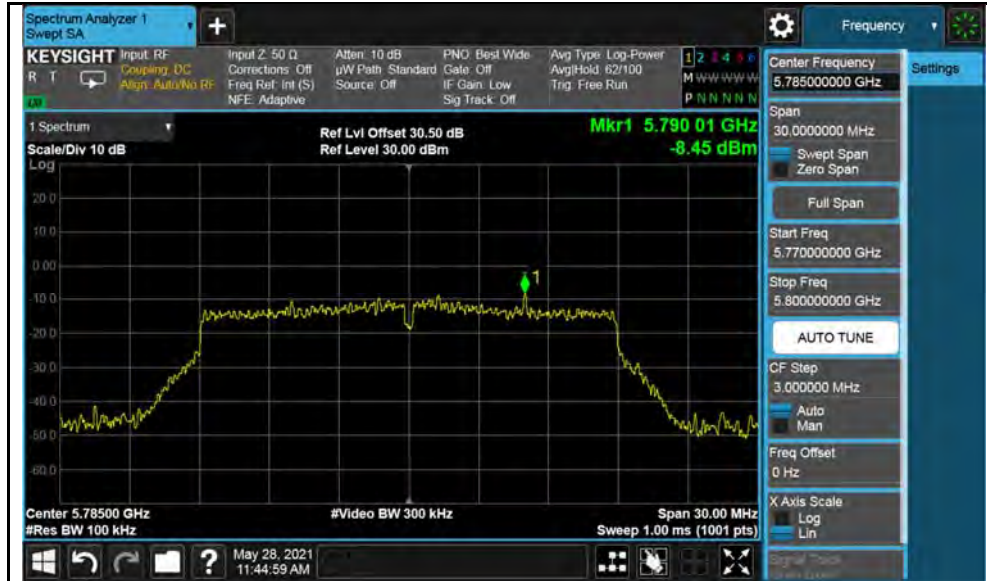 Spectrum Analyzer 1
Swept SA
Frequency
KEYSIGHT
R T
Input: RF
Coupling: DC
Align: Auto/No RF
Input Z: 50 Ω
Corrections: Off
Freq Ref: Int (S)
NFE: Adaptive
Atten: 10 dB
µW Path: Standard
Source: Off
PNO: Best Wide
Gate: Off
IF Gain: Low
Sig Track: Off
Avg Type: Log-Power
Avg|Hold: 62/100
Trig: Free Run
1 2 3 4 5 6
M W W W W W
P N N N N N
1 Spectrum
Scale/Div 10 dB
Log
Ref Lvl Offset 30.50 dB
Ref Level 30.00 dBm
Mkr1 5.790 01 GHz
-8.45 dBm
20.0
10.0
0.00
-10.0
-20.0
-30.0
-40.0
-50.0
-60.0
1
Center 5.78500 GHz
#Res BW 100 kHz
#Video BW 300 kHz
Span 30.00 MHz
Sweep 1.00 ms (1001 pts)
May 28, 2021
11:44:59 AM
Center Frequency
5.785000000 GHz
Settings
Span
30.0000000 MHz
Swept Span
Zero Span
Full Span
Start Freq
5.770000000 GHz
Stop Freq
5.800000000 GHz
AUTO TUNE
CF Step
3.000000 MHz
Auto
Man
Freq Offset
0 Hz
X Axis Scale
Log
Lin
Signal Track